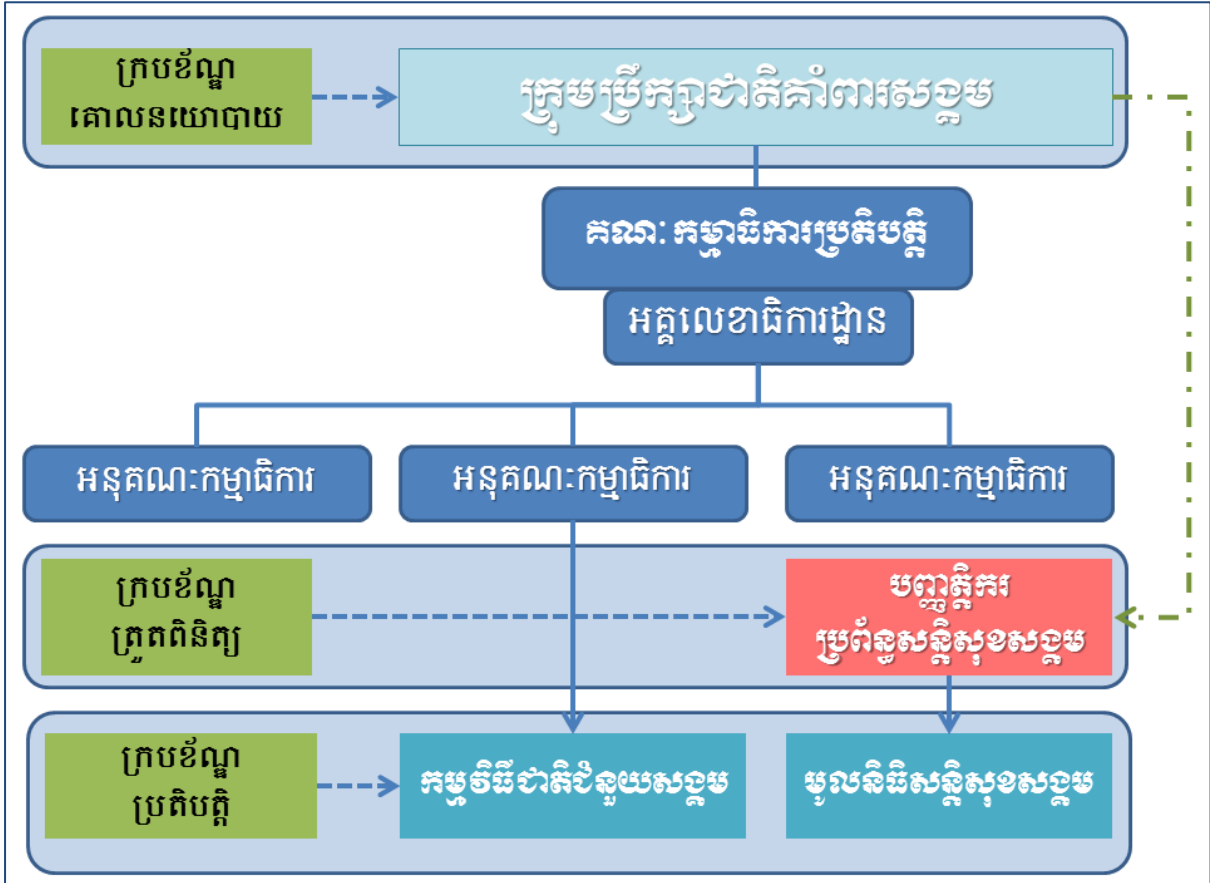 ក្របខ័ណ្ឌ
គោលនយោបាយ
ក្រុមប្រឹក្សាជាតិគាំពារសង្គម
គណៈកម្មាធិការប្រតិបត្តិ
អគ្គលេខាធិការដ្ឋាន
អនុគណៈកម្មាធិការ
អនុគណៈកម្មាធិការ
អនុគណៈកម្មាធិការ
ក្របខ័ណ្ឌ
ត្រួតពិនិត្យ
បញ្ញត្តិករ
ប្រព័ន្ធសន្តិសុខសង្គម
ក្របខ័ណ្ឌ
ប្រតិបត្តិ
កម្មវិធីជាតិជំនួយសង្គម
មូលនិធិសន្តិសុខសង្គម